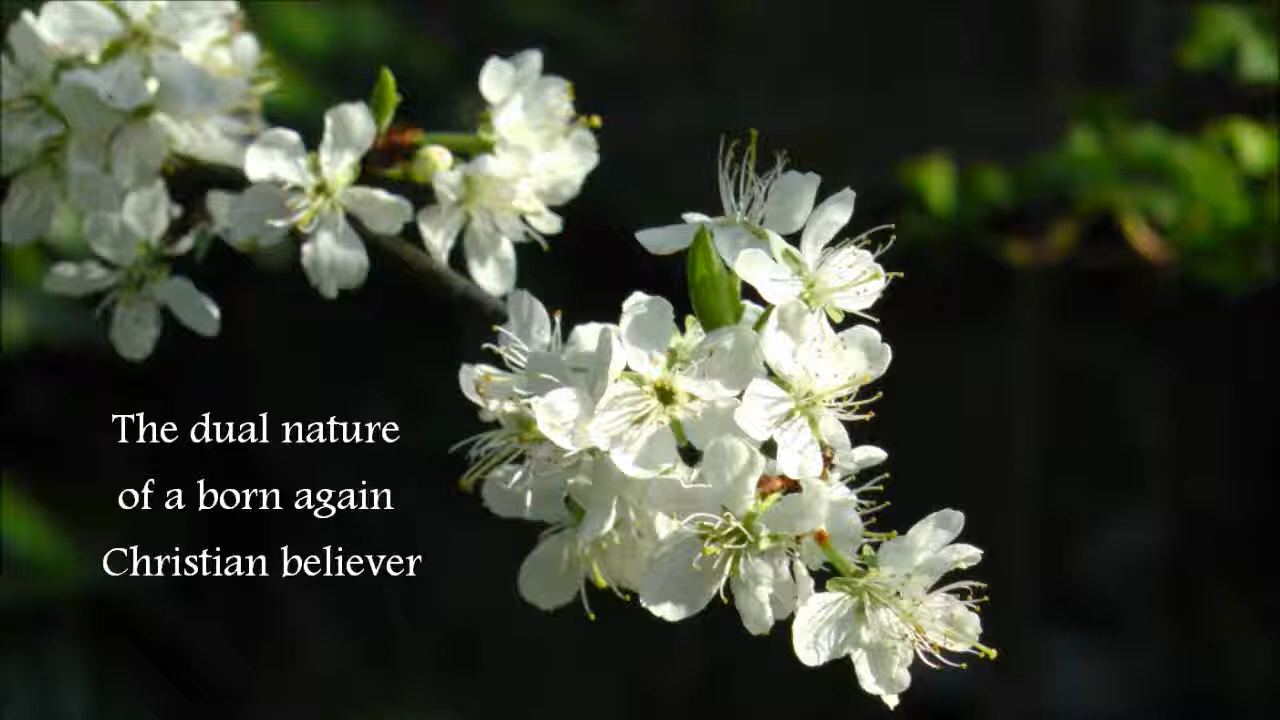 The dual nature
of a born again
Christian believer